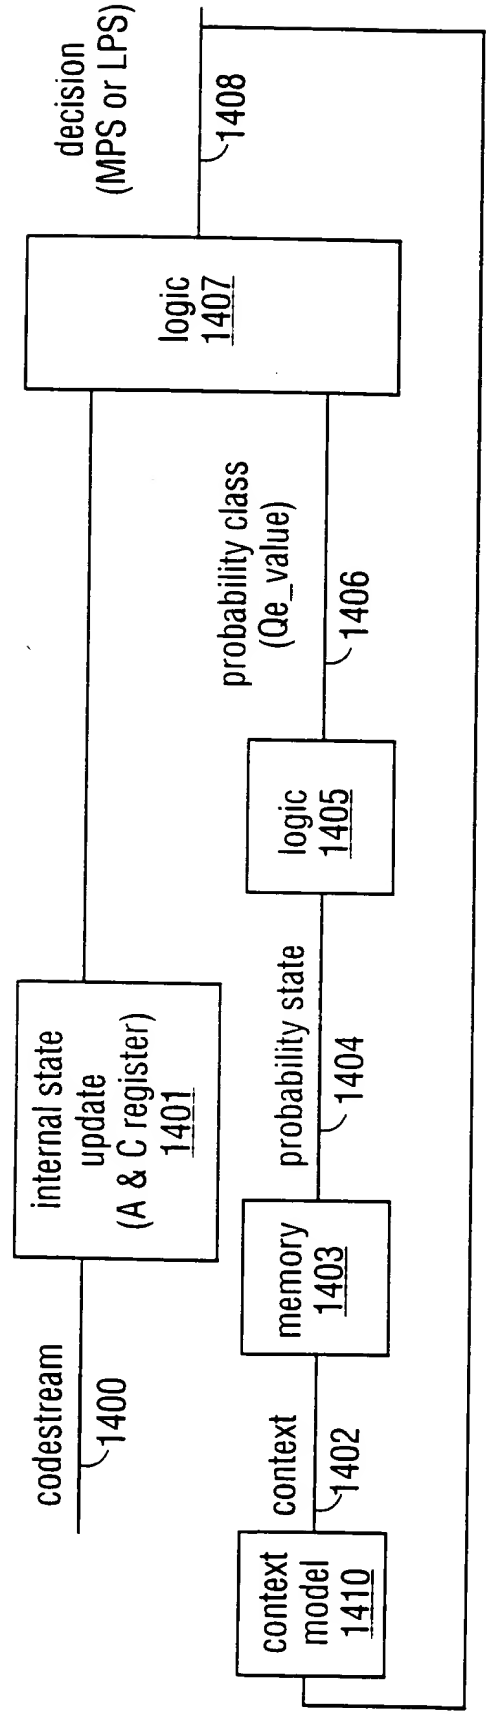 codestream
1400
internal state
update
(A & C register)
1401
context
model
1410
context
1402
memory
1403
probability state
1404
logic
1405
probability class
(Qe_value)
1406
logic
1407
decision
(MPS or LPS)
1408